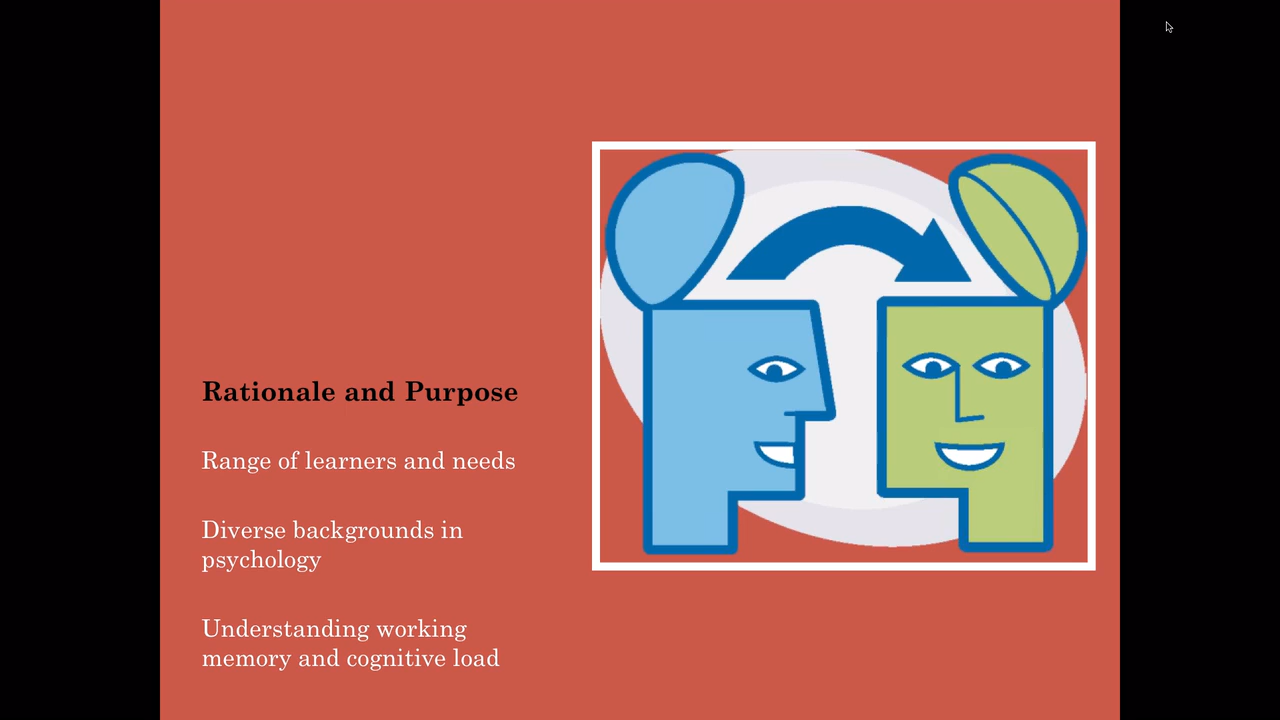 Rationale and Purpose
Range of learners and needs
Diverse backgrounds in
psychology
Understanding working
memory and cognitive load